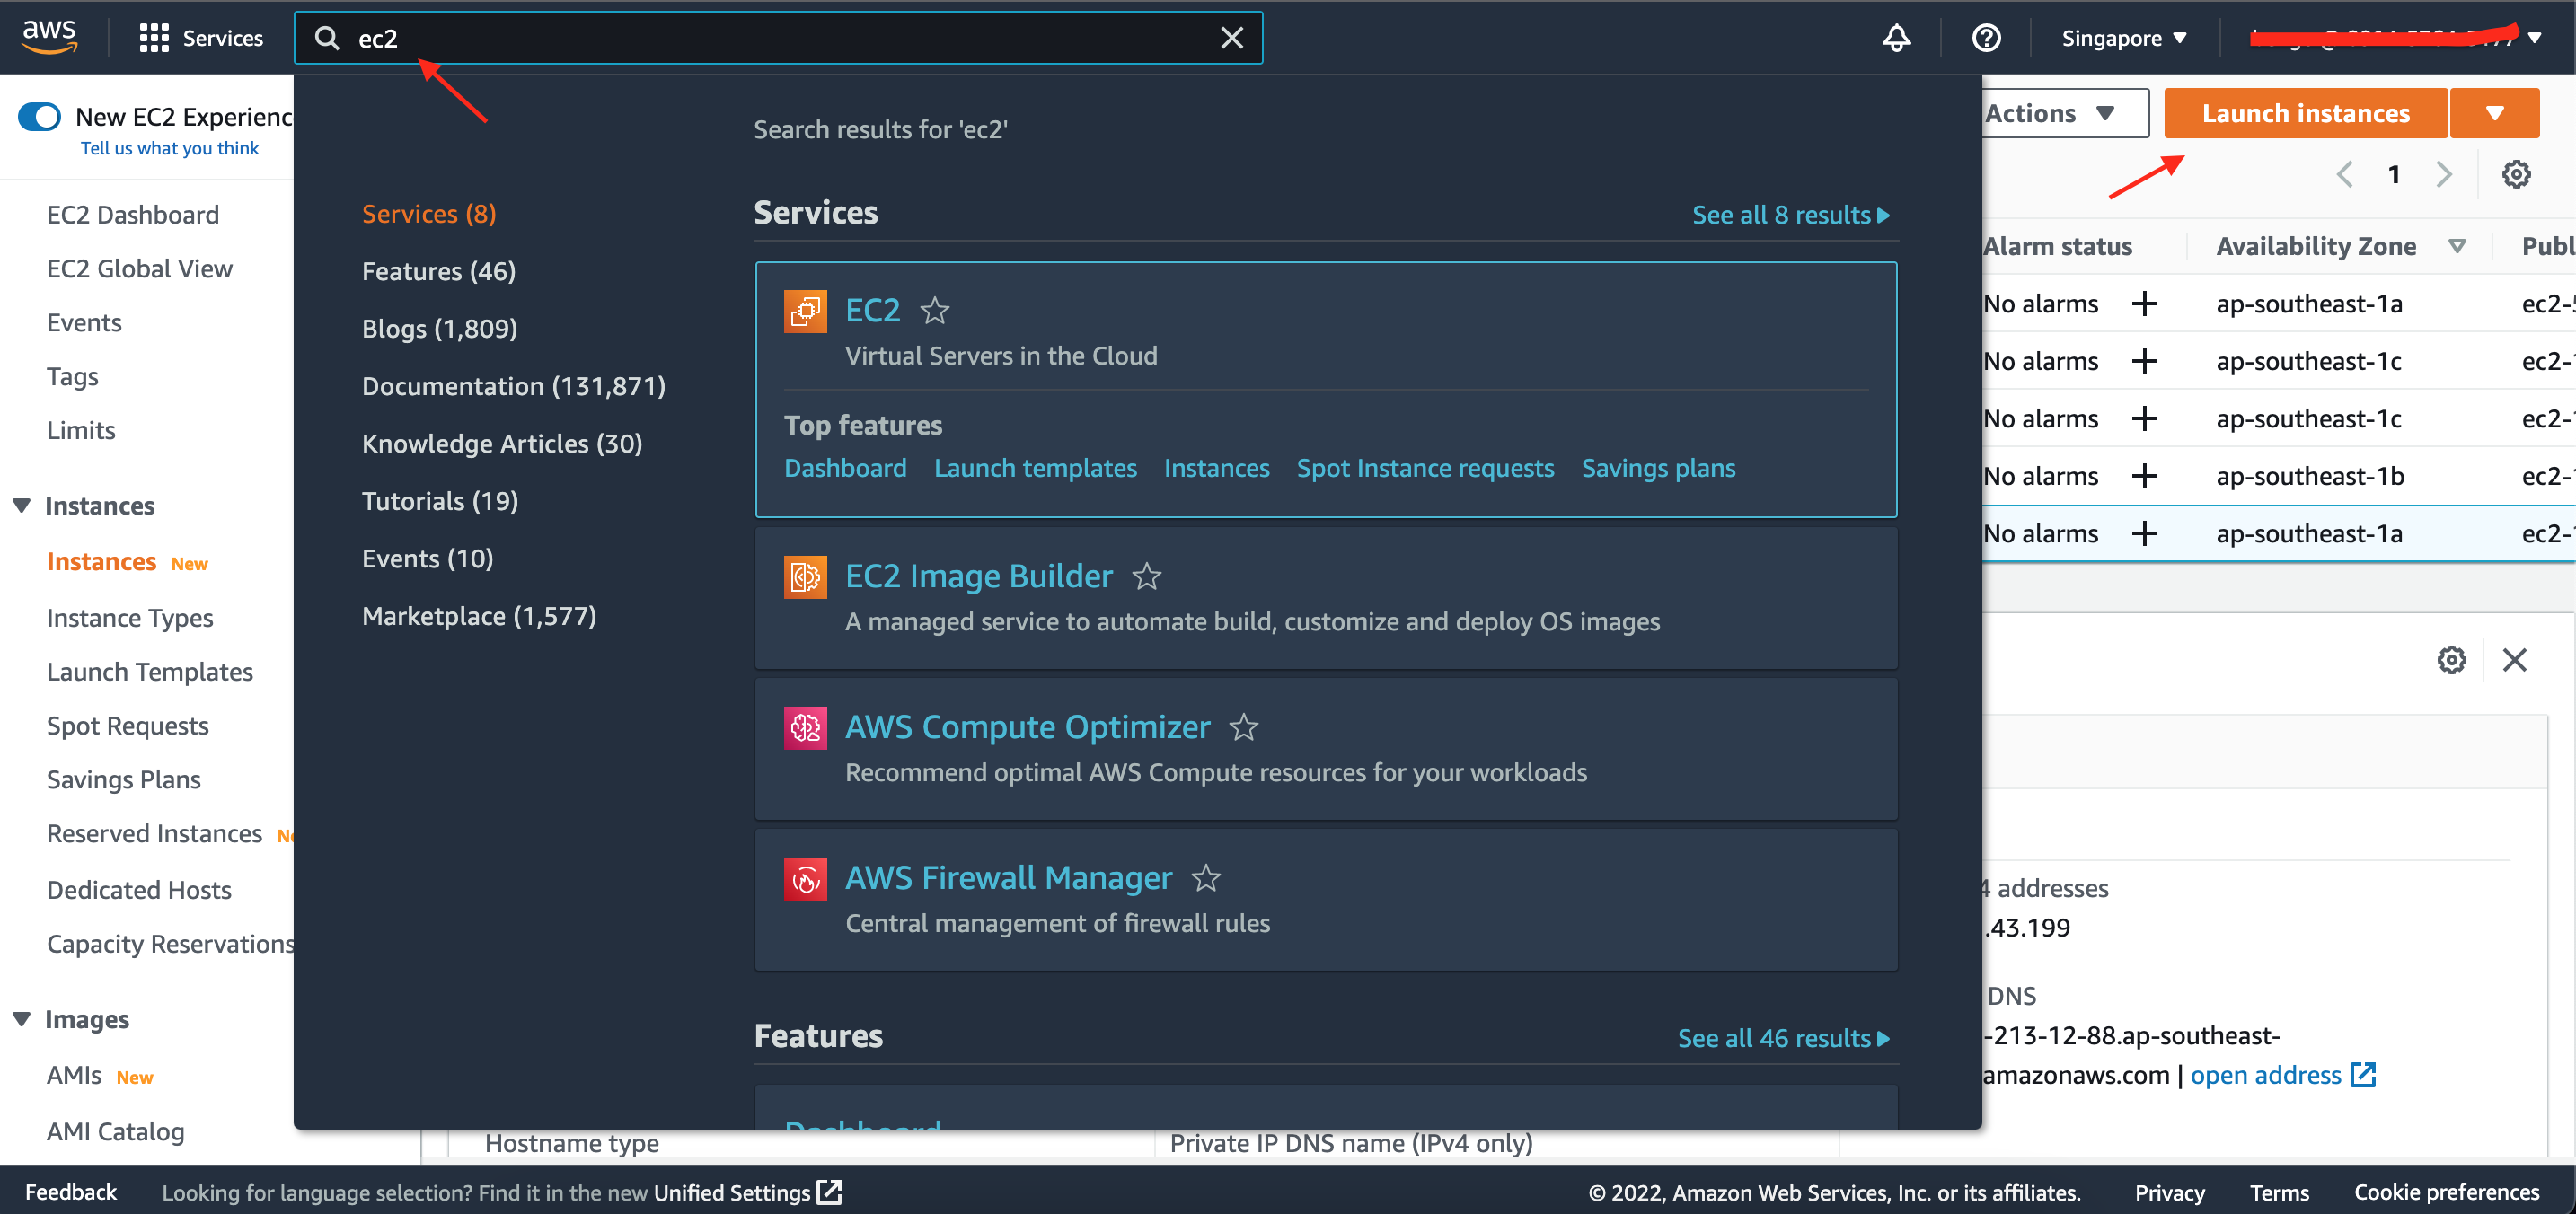 aws
Services
ec2
Singapore
New EC2 Experienc
Tell us what you think
EC2 Dashboard
EC2 Global View
Events
Tags
Limits
Instances
Instances New
Instance Types
Launch Templates
Spot Requests
Savings Plans
Reserved Instances
Dedicated Hosts
Capacity Reservations
Images
AMIs New
AMI Catalog
Search results for 'ec2'
Services (8)
Features (46)
Blogs (1,809)
Documentation (131,871)
Knowledge Articles (30)
Tutorials (19)
Events (10)
Marketplace (1,577)
Services
See all 8 results
EC2
Virtual Servers in the Cloud
Top features
Dashboard Launch templates Instances Spot Instance requests Savings plans
EC2 Image Builder
A managed service to automate build, customize and deploy OS images
AWS Compute Optimizer
Recommend optimal AWS Compute resources for your workloads
AWS Firewall Manager
Central management of firewall rules
Features
See all 46 results
Dashboard
Actions
Launch instances
1
Alarm status Availability Zone Publ
No alarms + ap-southeast-1a ec2-
No alarms + ap-southeast-1c ec2-
No alarms + ap-southeast-1c ec2-
No alarms + ap-southeast-1b ec2-
No alarms + ap-southeast-1a ec2-
4 addresses
.43.199
DNS
-213-12-88.ap-southeast-
amazonaws.com | open address
Hostname type
Private IP DNS name (IPv4 only)
Feedback
Looking for language selection? Find it in the new Unified Settings
© 2022, Amazon Web Services, Inc. or its affiliates.
Privacy
Terms
Cookie preferences